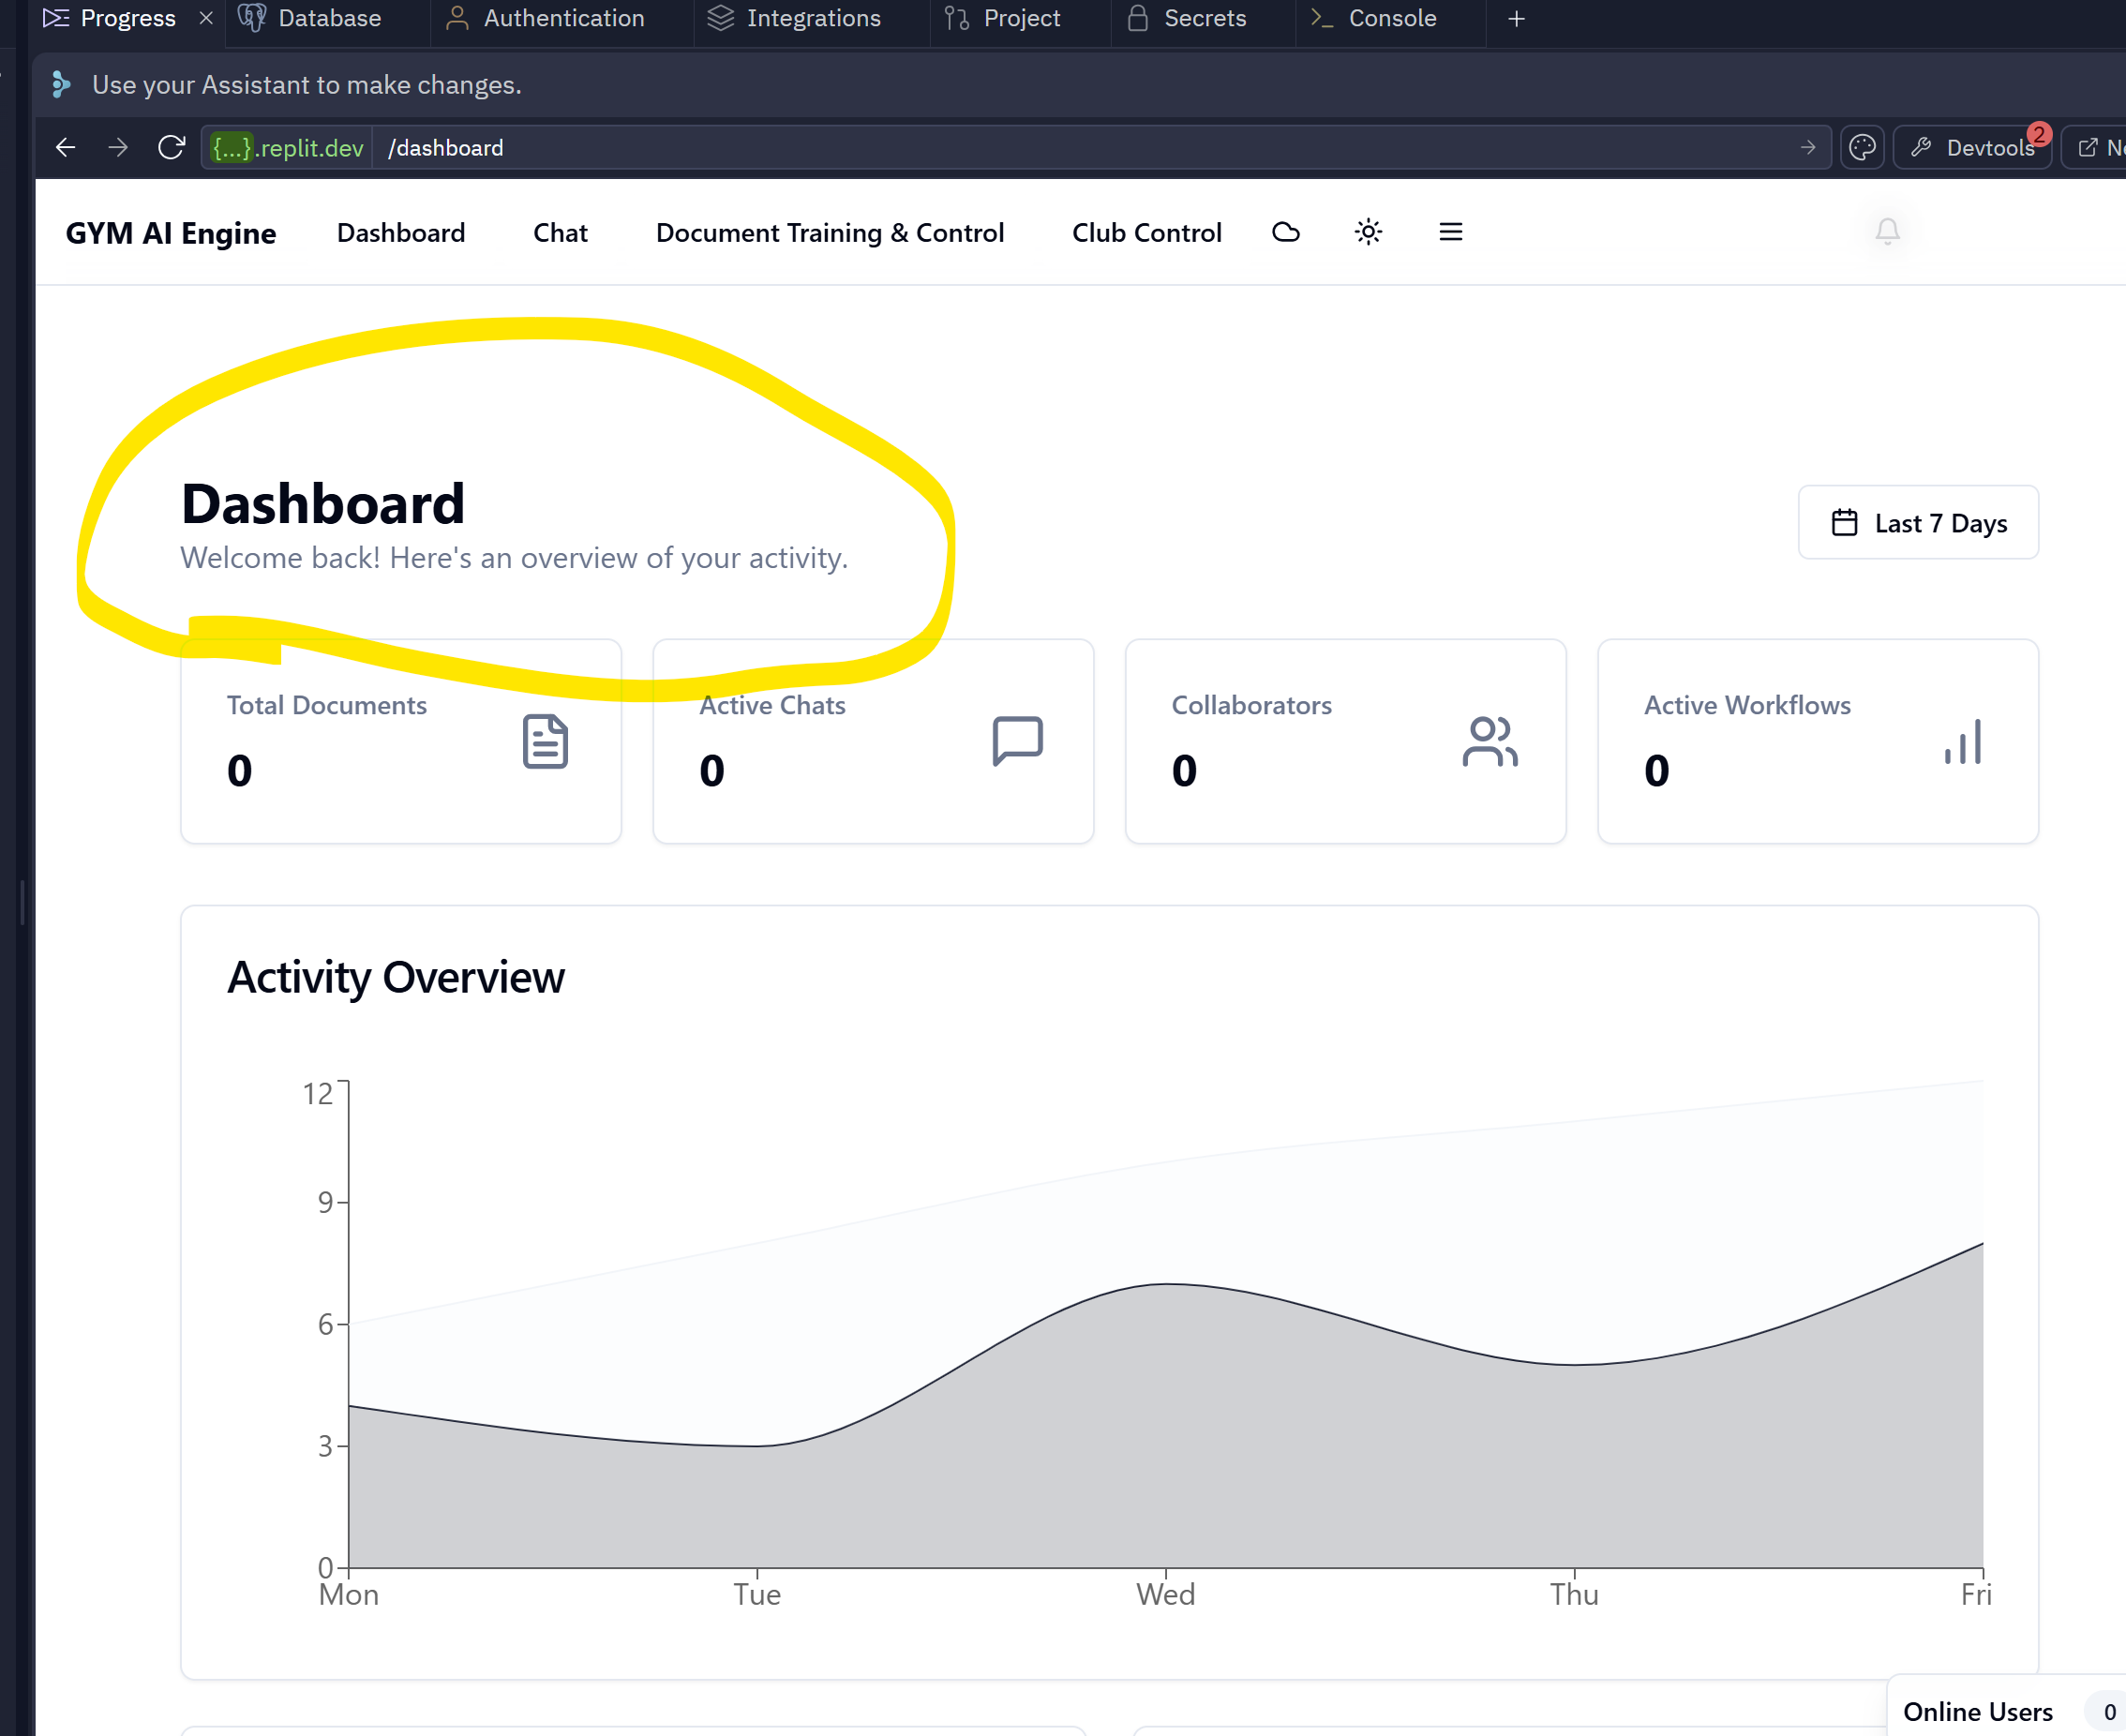 Progress Database Authentication Integrations Project Secrets Console
Use your Assistant to make changes.
{...}.replit.dev /dashboard Devtools 2
GYM AI Engine Dashboard Chat Document Training & Control Club Control
Dashboard
Welcome back! Here's an overview of your activity.
Last 7 Days
Total Documents
0
Active Chats
0
Collaborators
0
Active Workflows
0
Activity Overview
12
9
6
3
0
Mon Tue Wed Thu Fri
Online Users 0